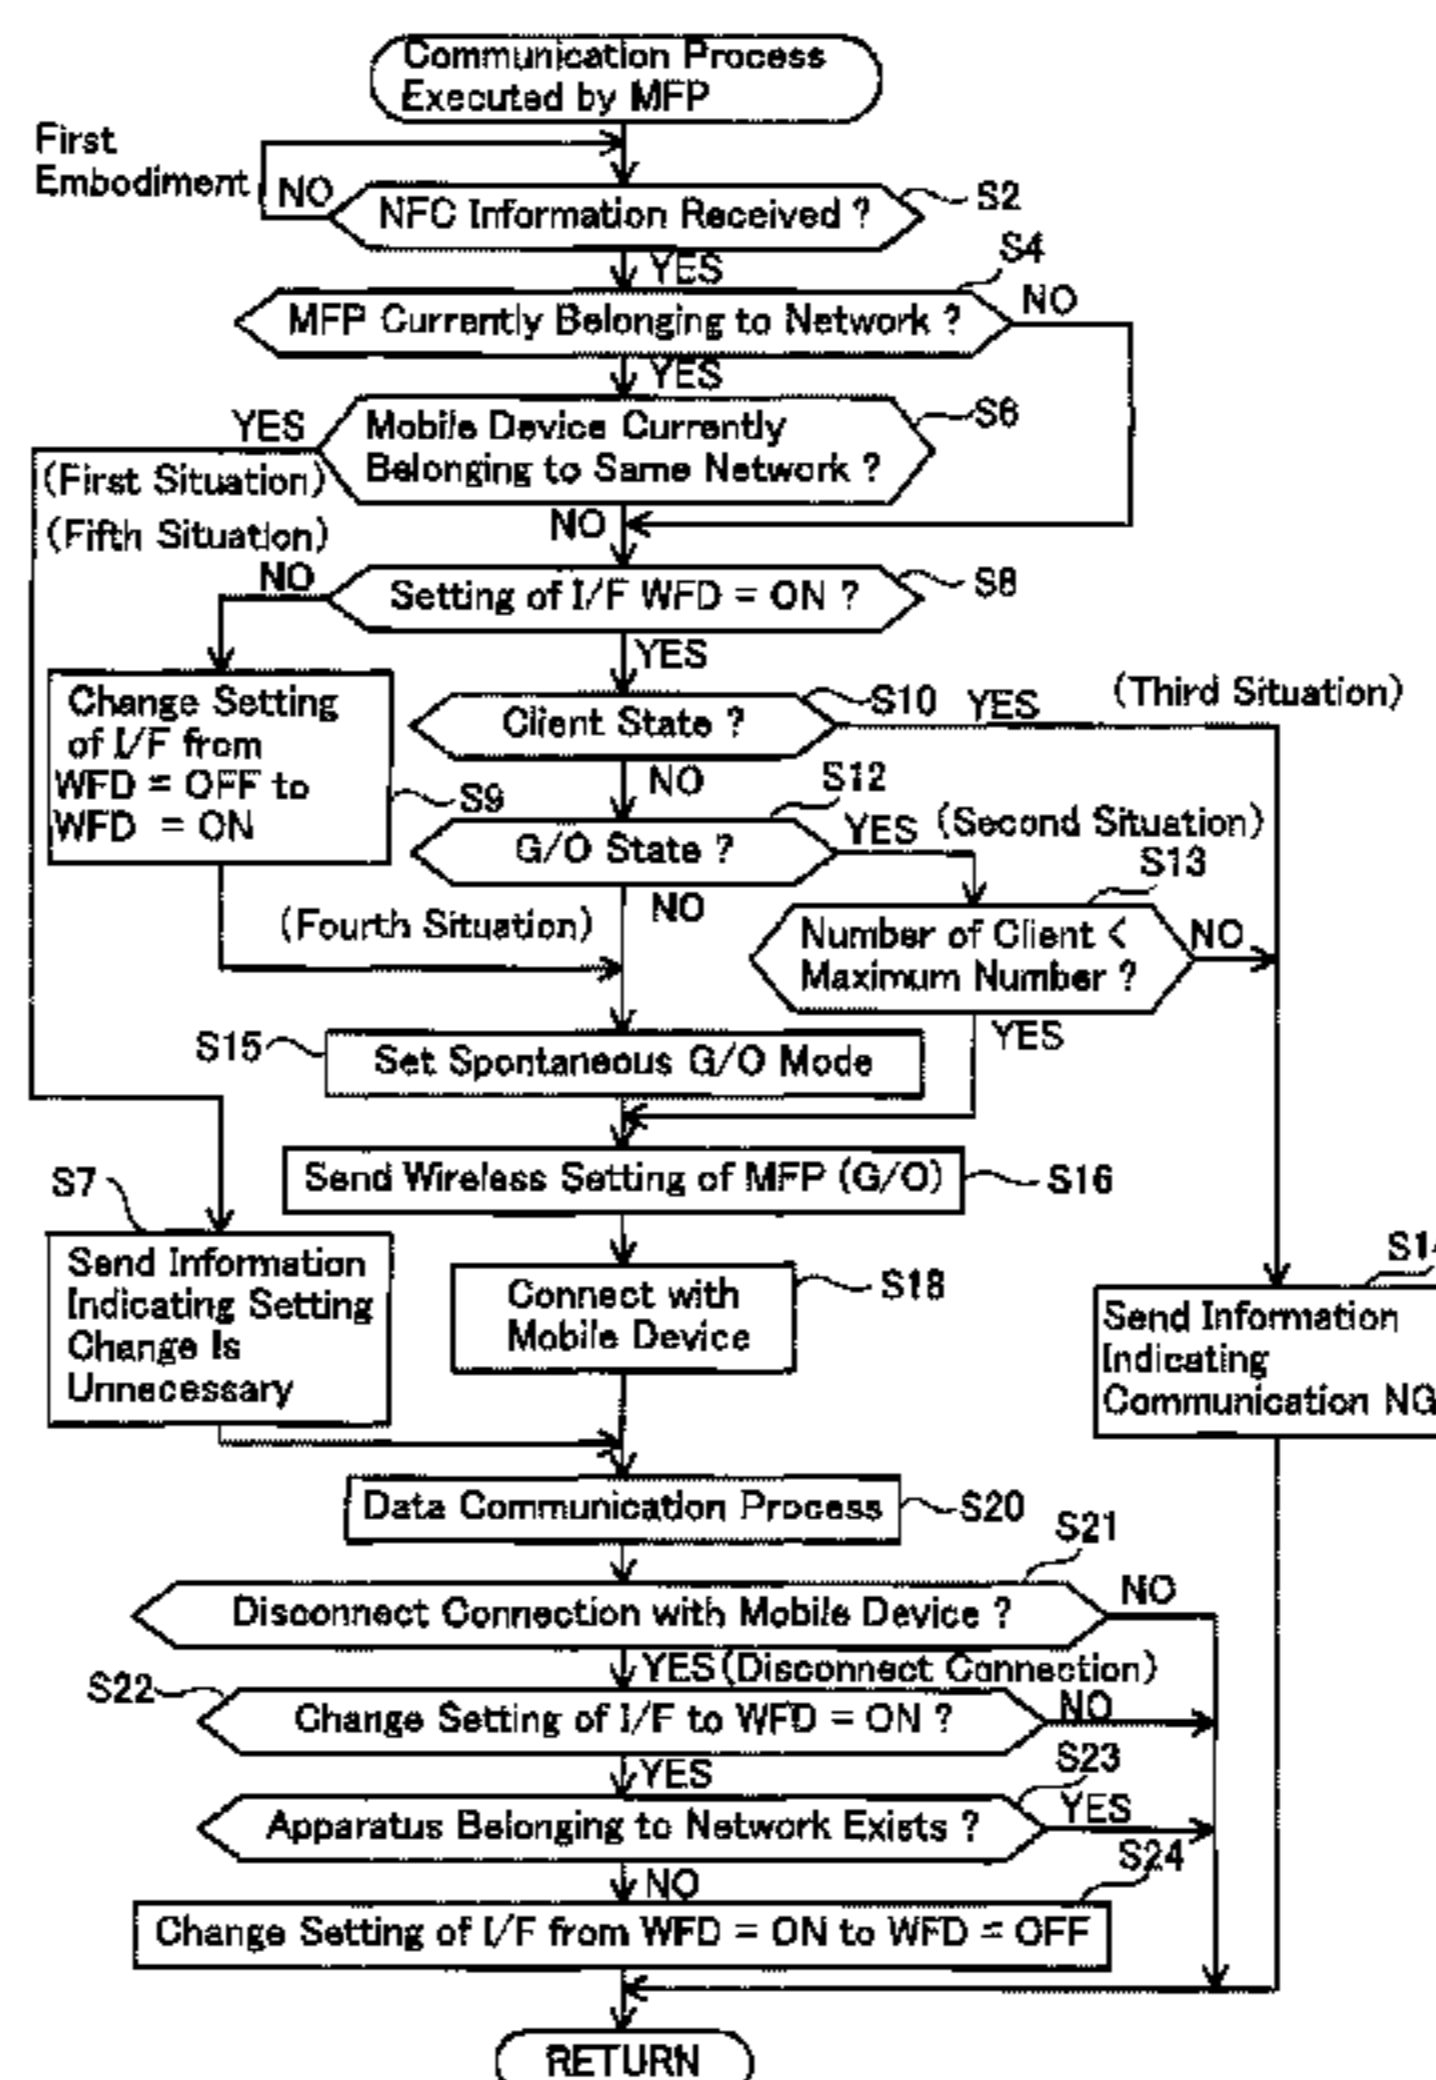 Communication Process
Executed by MFP
First
Embodiment
NO
NFC Information Received ?
S2
YES
S4
MFP Currently Belonging to Network ?
NO
YES
S6
YES
Mobile Device Currently
Belonging to Same Network ?
(First Situation)
(Fifth Situation)
NO
NO
Setting of I/F WFD = ON ?
S8
YES
Change Setting
of I/F from
WFD = OFF to
WFD = ON
S9
Client State ?
S10
YES
(Third Situation)
NO
S12
G/O State ?
YES
(Second Situation)
S13
NO
(Fourth Situation)
Number of Client <
Maximum Number ?
NO
YES
S15
Set Spontaneous G/O Mode
Send Wireless Setting of MFP (G/O)
S16
S7
Send Information
Indicating Setting
Change Is
Unnecessary
Connect with
Mobile Device
S18
Send Information
Indicating
Communication NG
Data Communication Process
S20
S21
Disconnect Connection with Mobile Device ?
NO
YES (Disconnect Connection)
S22
Change Setting of I/F to WFD = ON ?
NO
YES
S23
Apparatus Belonging to Network Exists ?
YES
NO
S24
Change Setting of I/F from WFD = ON to WFD = OFF
RETURN